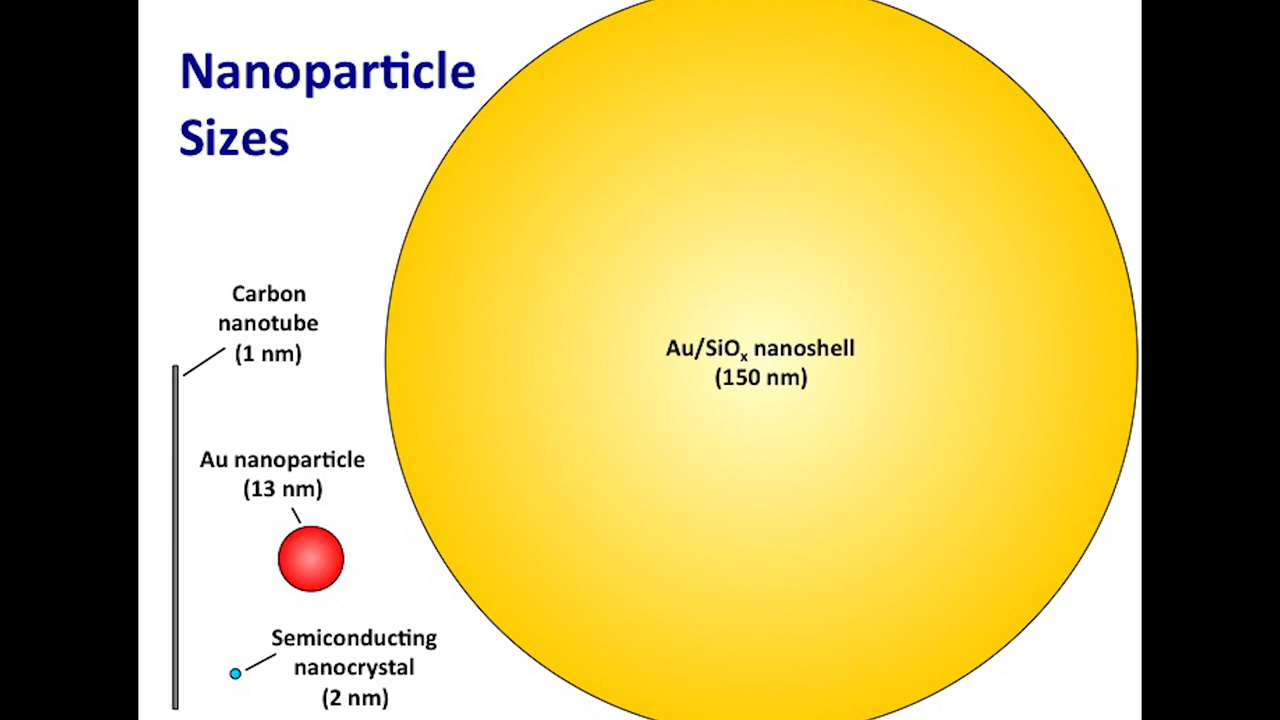 Nanoparticle
Sizes
Carbon
nanotube
(1 nm)
Au/SiOₓ nanoshell
(150 nm)
Au nanoparticle
(13 nm)
Semiconducting
nanocrystal
(2 nm)